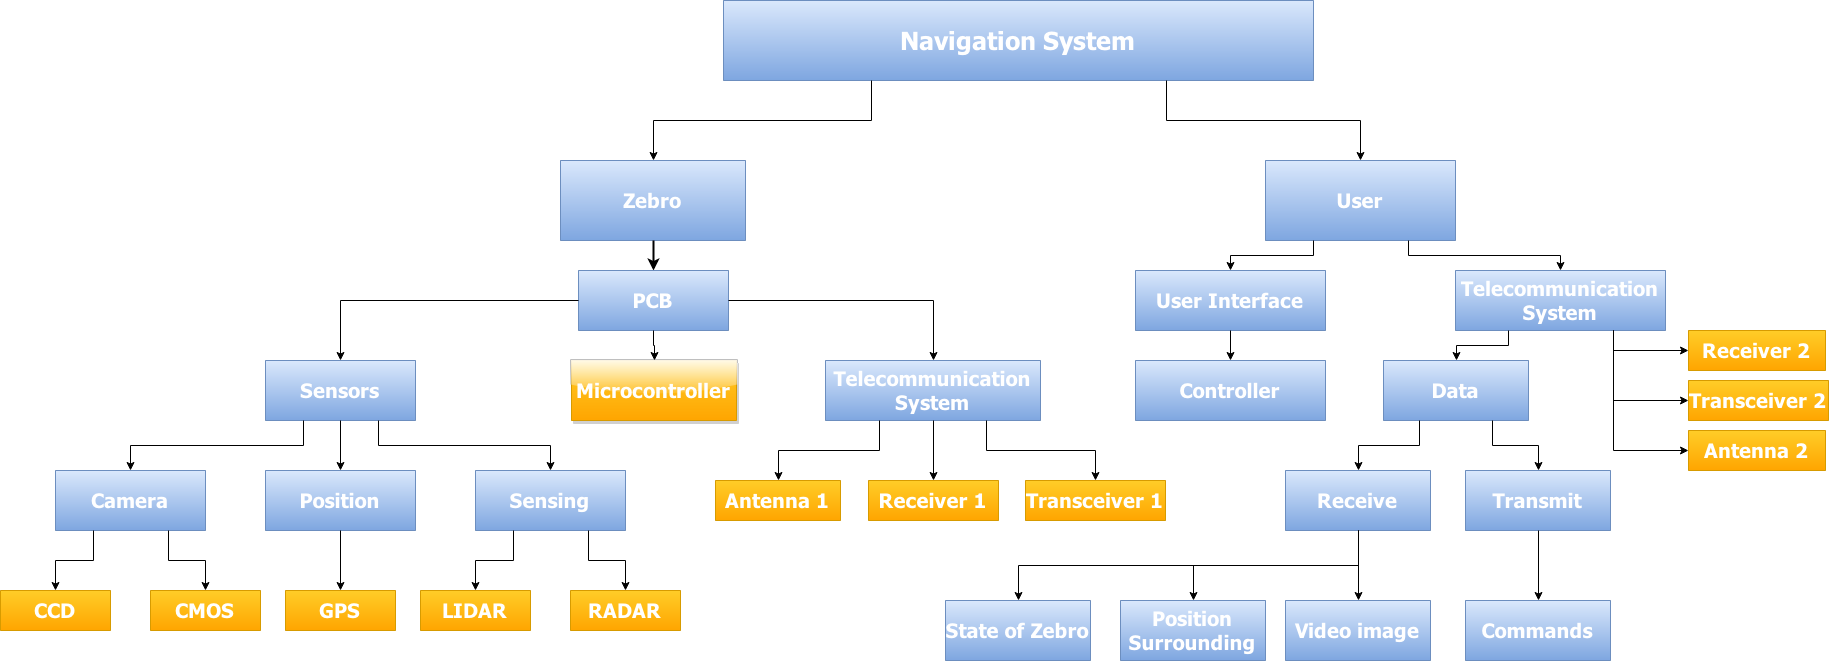 Navigation System
Zebro
User
PCB
User Interface
Telecommunication
System
Receiver 2
Sensors
Microcontroller
Telecommunication
System
Controller
Data
Transceiver 2
Antenna 2
Camera
Position
Sensing
Antenna 1
Receiver 1
Transceiver 1
Receive
Transmit
CCD
CMOS
GPS
LIDAR
RADAR
State of Zebro
Position
Surrounding
Video image
Commands